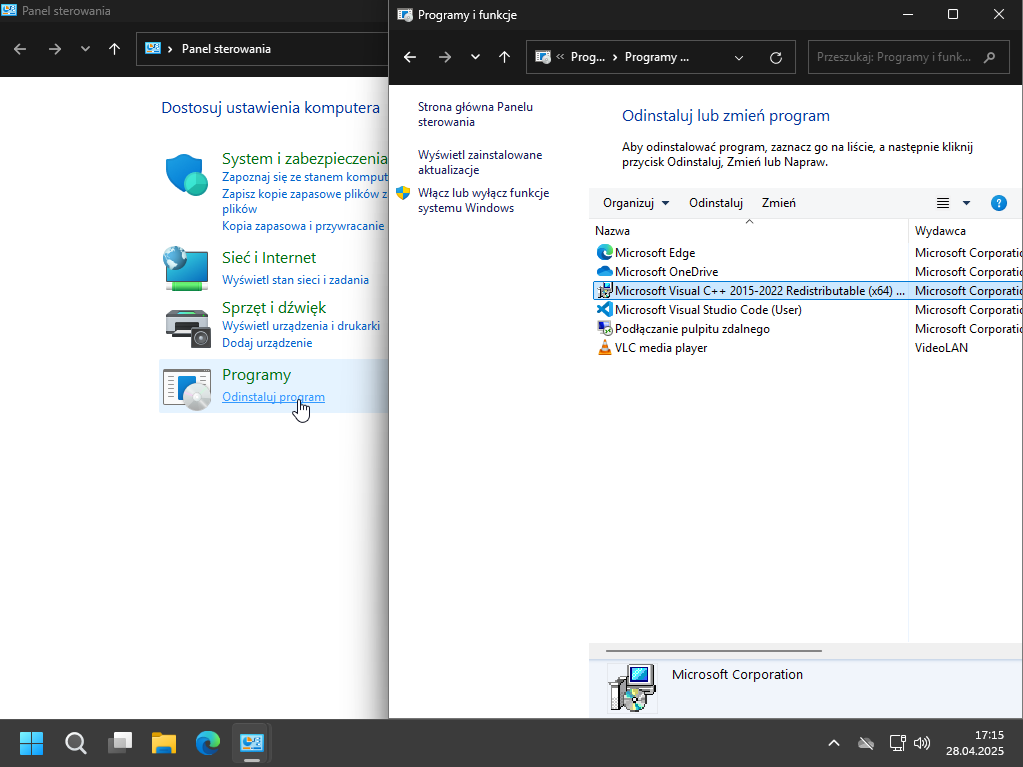 Panel sterowania
Panel sterowania
Dostosuj ustawienia komputera
System i zabezpieczenia
Zapoznaj się ze stanem komput
Zapisz kopie zapasowe plików z
plików
Kopia zapasowa i przywracanie
Sieć i Internet
Wyświetl stan sieci i zadania
Sprzęt i dźwięk
Wyświetl urządzenia i drukarki
Dodaj urządzenie
Programy
Odinstaluj program
Programy i funkcje
Prog... Programy ...
Przeszukaj: Programy i funk...
Strona główna Panelu
sterowania
Wyświetl zainstalowane
aktualizacje
Włącz lub wyłącz funkcje
systemu Windows
Odinstaluj lub zmień program
Aby odinstalować program, zaznacz go na liście, a następnie kliknij
przycisk Odinstaluj, Zmień lub Napraw.
Organizuj Odinstaluj Zmień
Nazwa Wydawca
Microsoft Edge Microsoft Corporatio
Microsoft OneDrive Microsoft Corporatio
Microsoft Visual C++ 2015-2022 Redistributable (x64) ... Microsoft Corporatio
Microsoft Visual Studio Code (User) Microsoft Corporatio
Podłączanie pulpitu zdalnego Microsoft Corporatio
VLC media player VideoLAN
Microsoft Corporation
17:15
28.04.2025